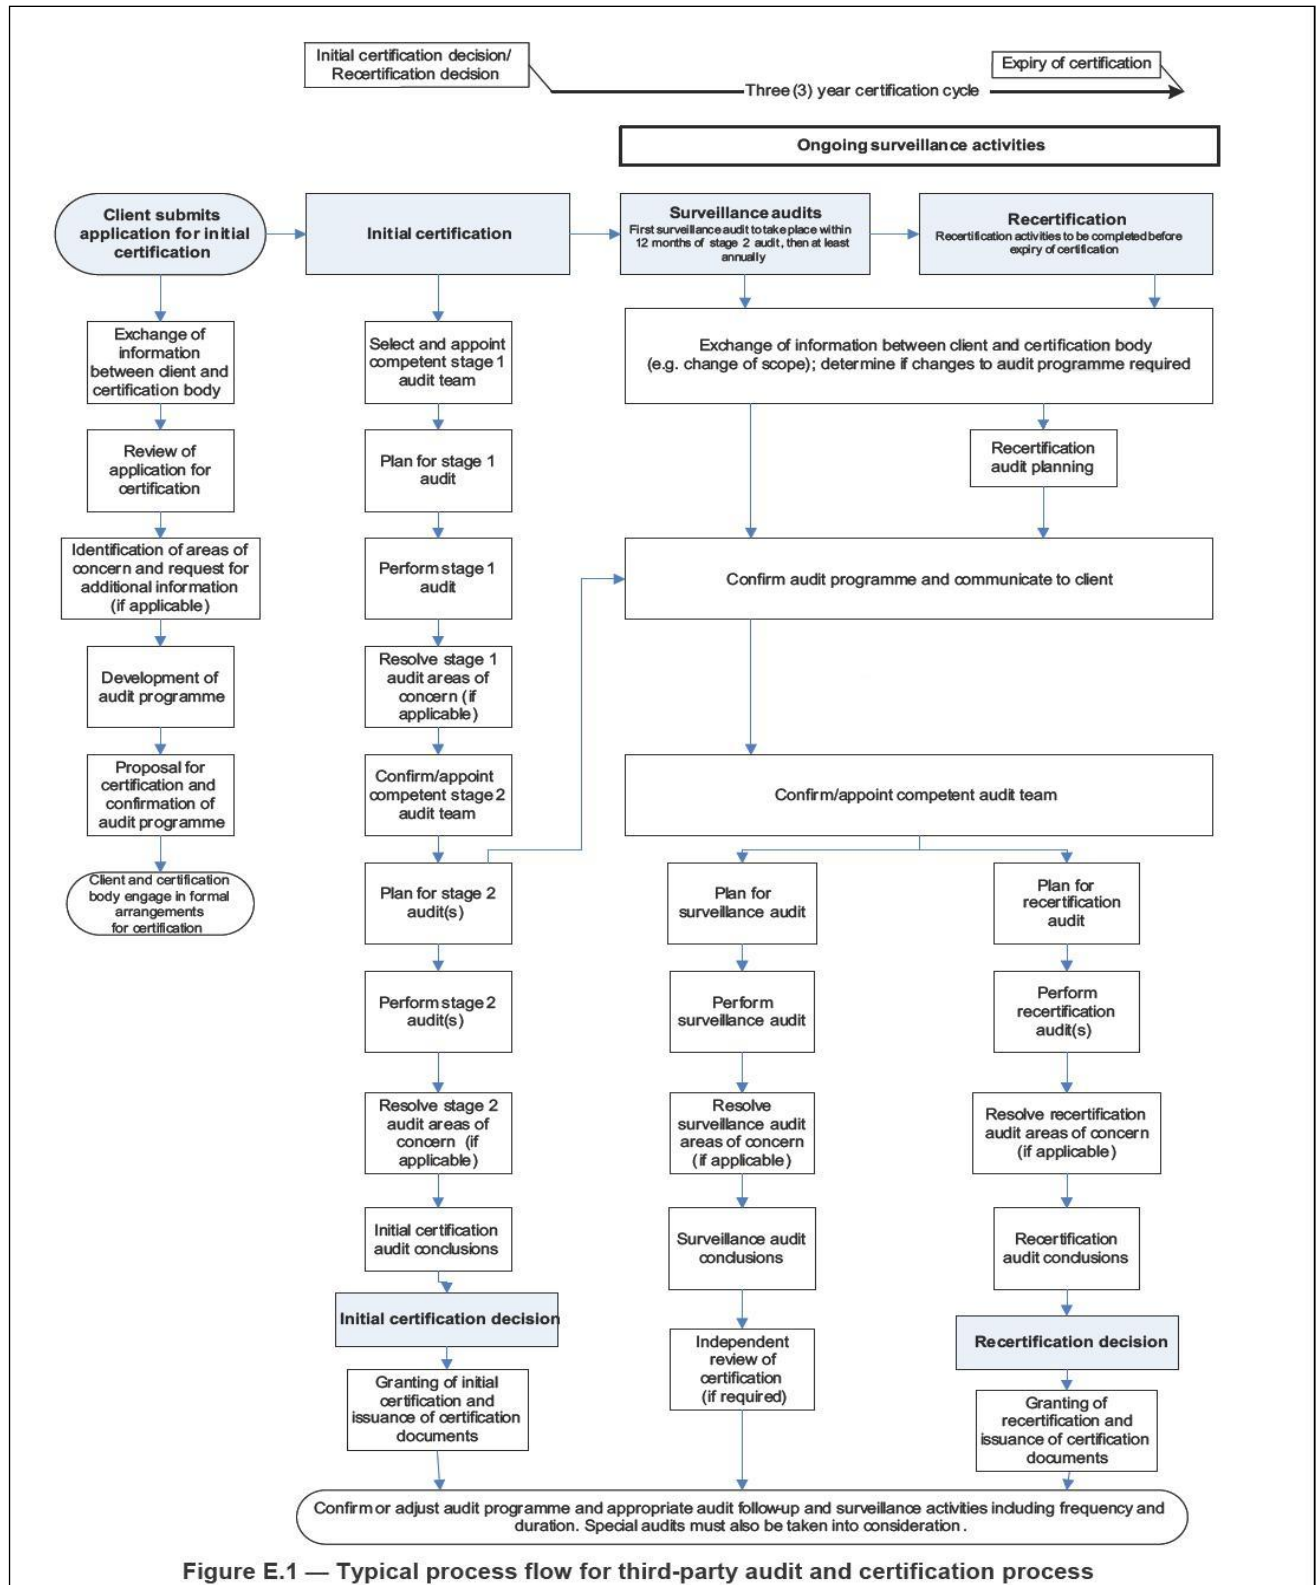 Initial certification decision/
Recertification decision
Expiry of certification
Three (3) year certification cycle
Ongoing surveillance activities
Client submits
application for initial
certification
Initial certification
Surveillance audits
First surveillance audit to take place within
12 months of stage 2 audit, then at least
annually
Recertification
Recertification activities to be completed before
expiry of certification
Exchange of
information
between client and
certification body
Review of
application for
certification
Identification of areas of
concern and request for
additional information
(if applicable)
Development of
audit programme
Proposal for
certification and
confirmation of
audit programme
Client and certification
body engage in formal
arrangements
for certification
Select and appoint
competent stage 1
audit team
Plan for stage 1
audit
Perform stage 1
audit
Resolve stage 1
audit areas of
concern (if
applicable)
Confirm/appoint
competent stage 2
audit team
Plan for stage 2
audit(s)
Perform stage 2
audit(s)
Resolve stage 2
audit areas of
concern (if
applicable)
Initial certification
audit conclusions
Initial certification decision
Granting of initial
certification and
issuance of certification
documents
Exchange of information between client and certification body
(e.g. change of scope); determine if changes to audit programme required
Recertification
audit planning
Confirm audit programme and communicate to client
Confirm/appoint competent audit team
Plan for
surveillance audit
Perform
surveillance audit
Resolve
surveillance audit
areas of concern
(if applicable)
Surveillance audit
conclusions
Independent
review of
certification
(if required)
Plan for
recertification
audit
Perform
recertification
audit(s)
Resolve recertification
audit areas of concern
(if applicable)
Recertification
audit conclusions
Recertification decision
Granting of
recertification and
issuance of certification
documents
Confirm or adjust audit programme and appropriate audit follow-up and surveillance activities including frequency and
duration. Special audits must also be taken into consideration.
Figure E.1 — Typical process flow for third-party audit and certification process